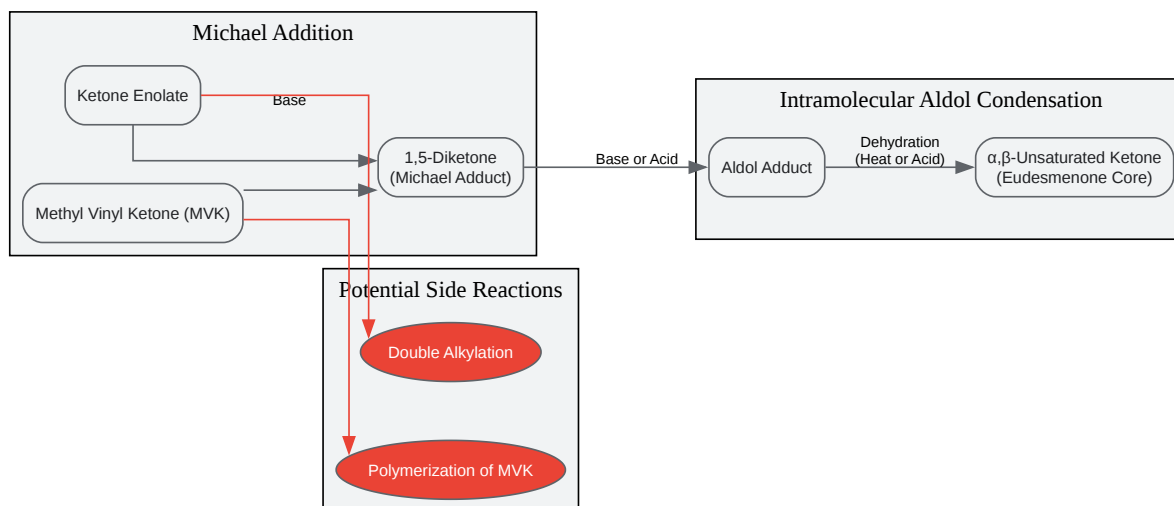 Michael Addition
Ketone Enolate
Base
Methyl Vinyl Ketone (MVK)
1,5-Diketone
(Michael Adduct)
Base or Acid
Intramolecular Aldol Condensation
Aldol Adduct
Dehydration
(Heat or Acid)
α,β-Unsaturated Ketone
(Eudesmenone Core)
Potential Side Reactions
Double Alkylation
Polymerization of MVK